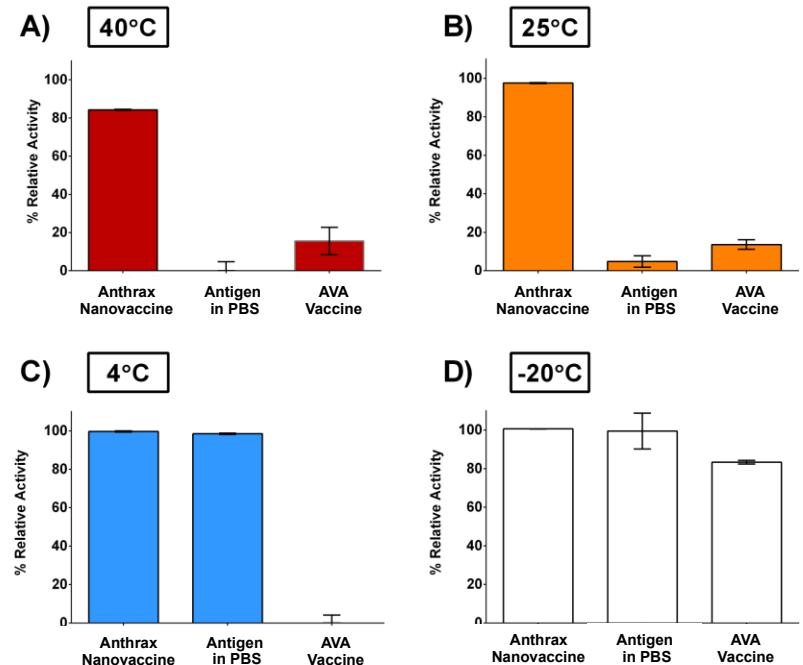 A) 40°C
% Relative Activity
100
80
60
40
20
0
Anthrax Nanovaccine
Antigen in PBS
AVA Vaccine
B) 25°C
% Relative Activity
100
80
60
40
20
0
Anthrax Nanovaccine
Antigen in PBS
AVA Vaccine
C) 4°C
% Relative Activity
100
80
60
40
20
0
Anthrax Nanovaccine
Antigen in PBS
AVA Vaccine
D) -20°C
% Relative Activity
100
80
60
40
20
0
Anthrax Nanovaccine
Antigen in PBS
AVA Vaccine